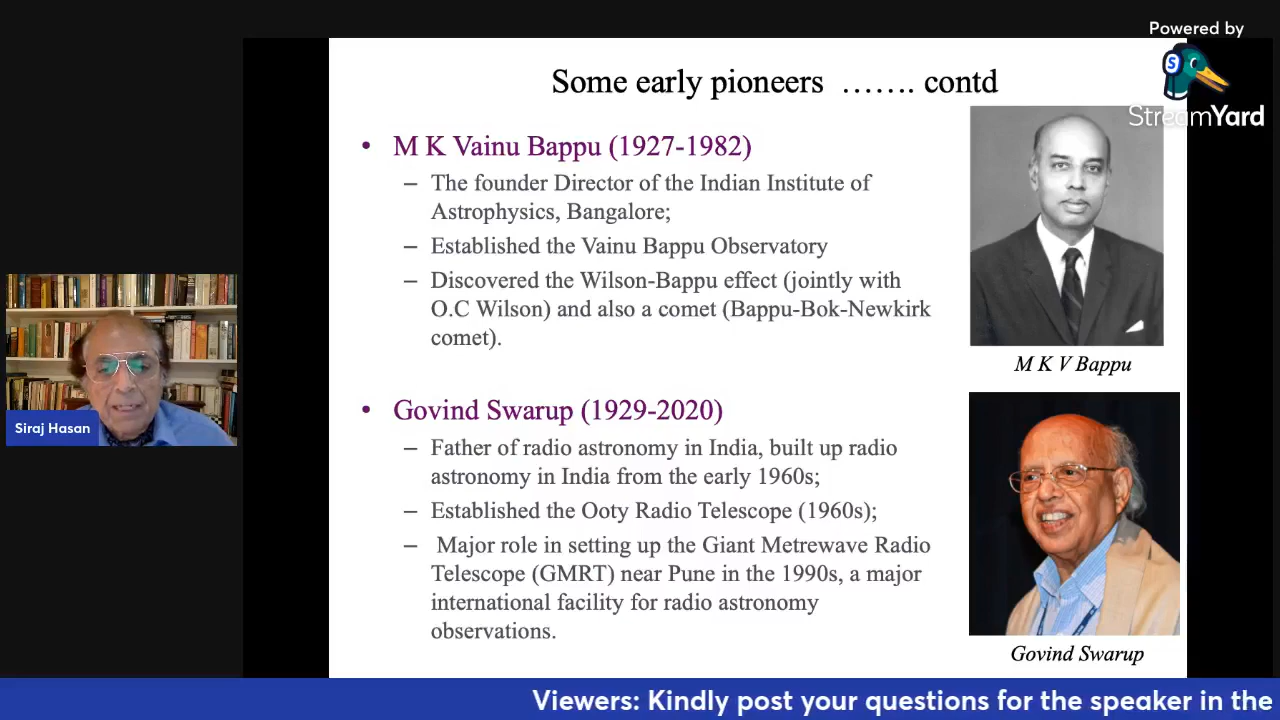 Powered by
StreamYard
Some early pioneers ……. contd
• M K Vainu Bappu (1927-1982)
– The founder Director of the Indian Institute of
Astrophysics, Bangalore;
– Established the Vainu Bappu Observatory
– Discovered the Wilson-Bappu effect (jointly with
O.C Wilson) and also a comet (Bappu-Bok-Newkirk
comet).
M K V Bappu
• Govind Swarup (1929-2020)
– Father of radio astronomy in India, built up radio
astronomy in India from the early 1960s;
– Established the Ooty Radio Telescope (1960s);
– Major role in setting up the Giant Metrewave Radio
Telescope (GMRT) near Pune in the 1990s, a major
international facility for radio astronomy
observations.
Govind Swarup
Siraj Hasan
Viewers: Kindly post your questions for the speaker in the